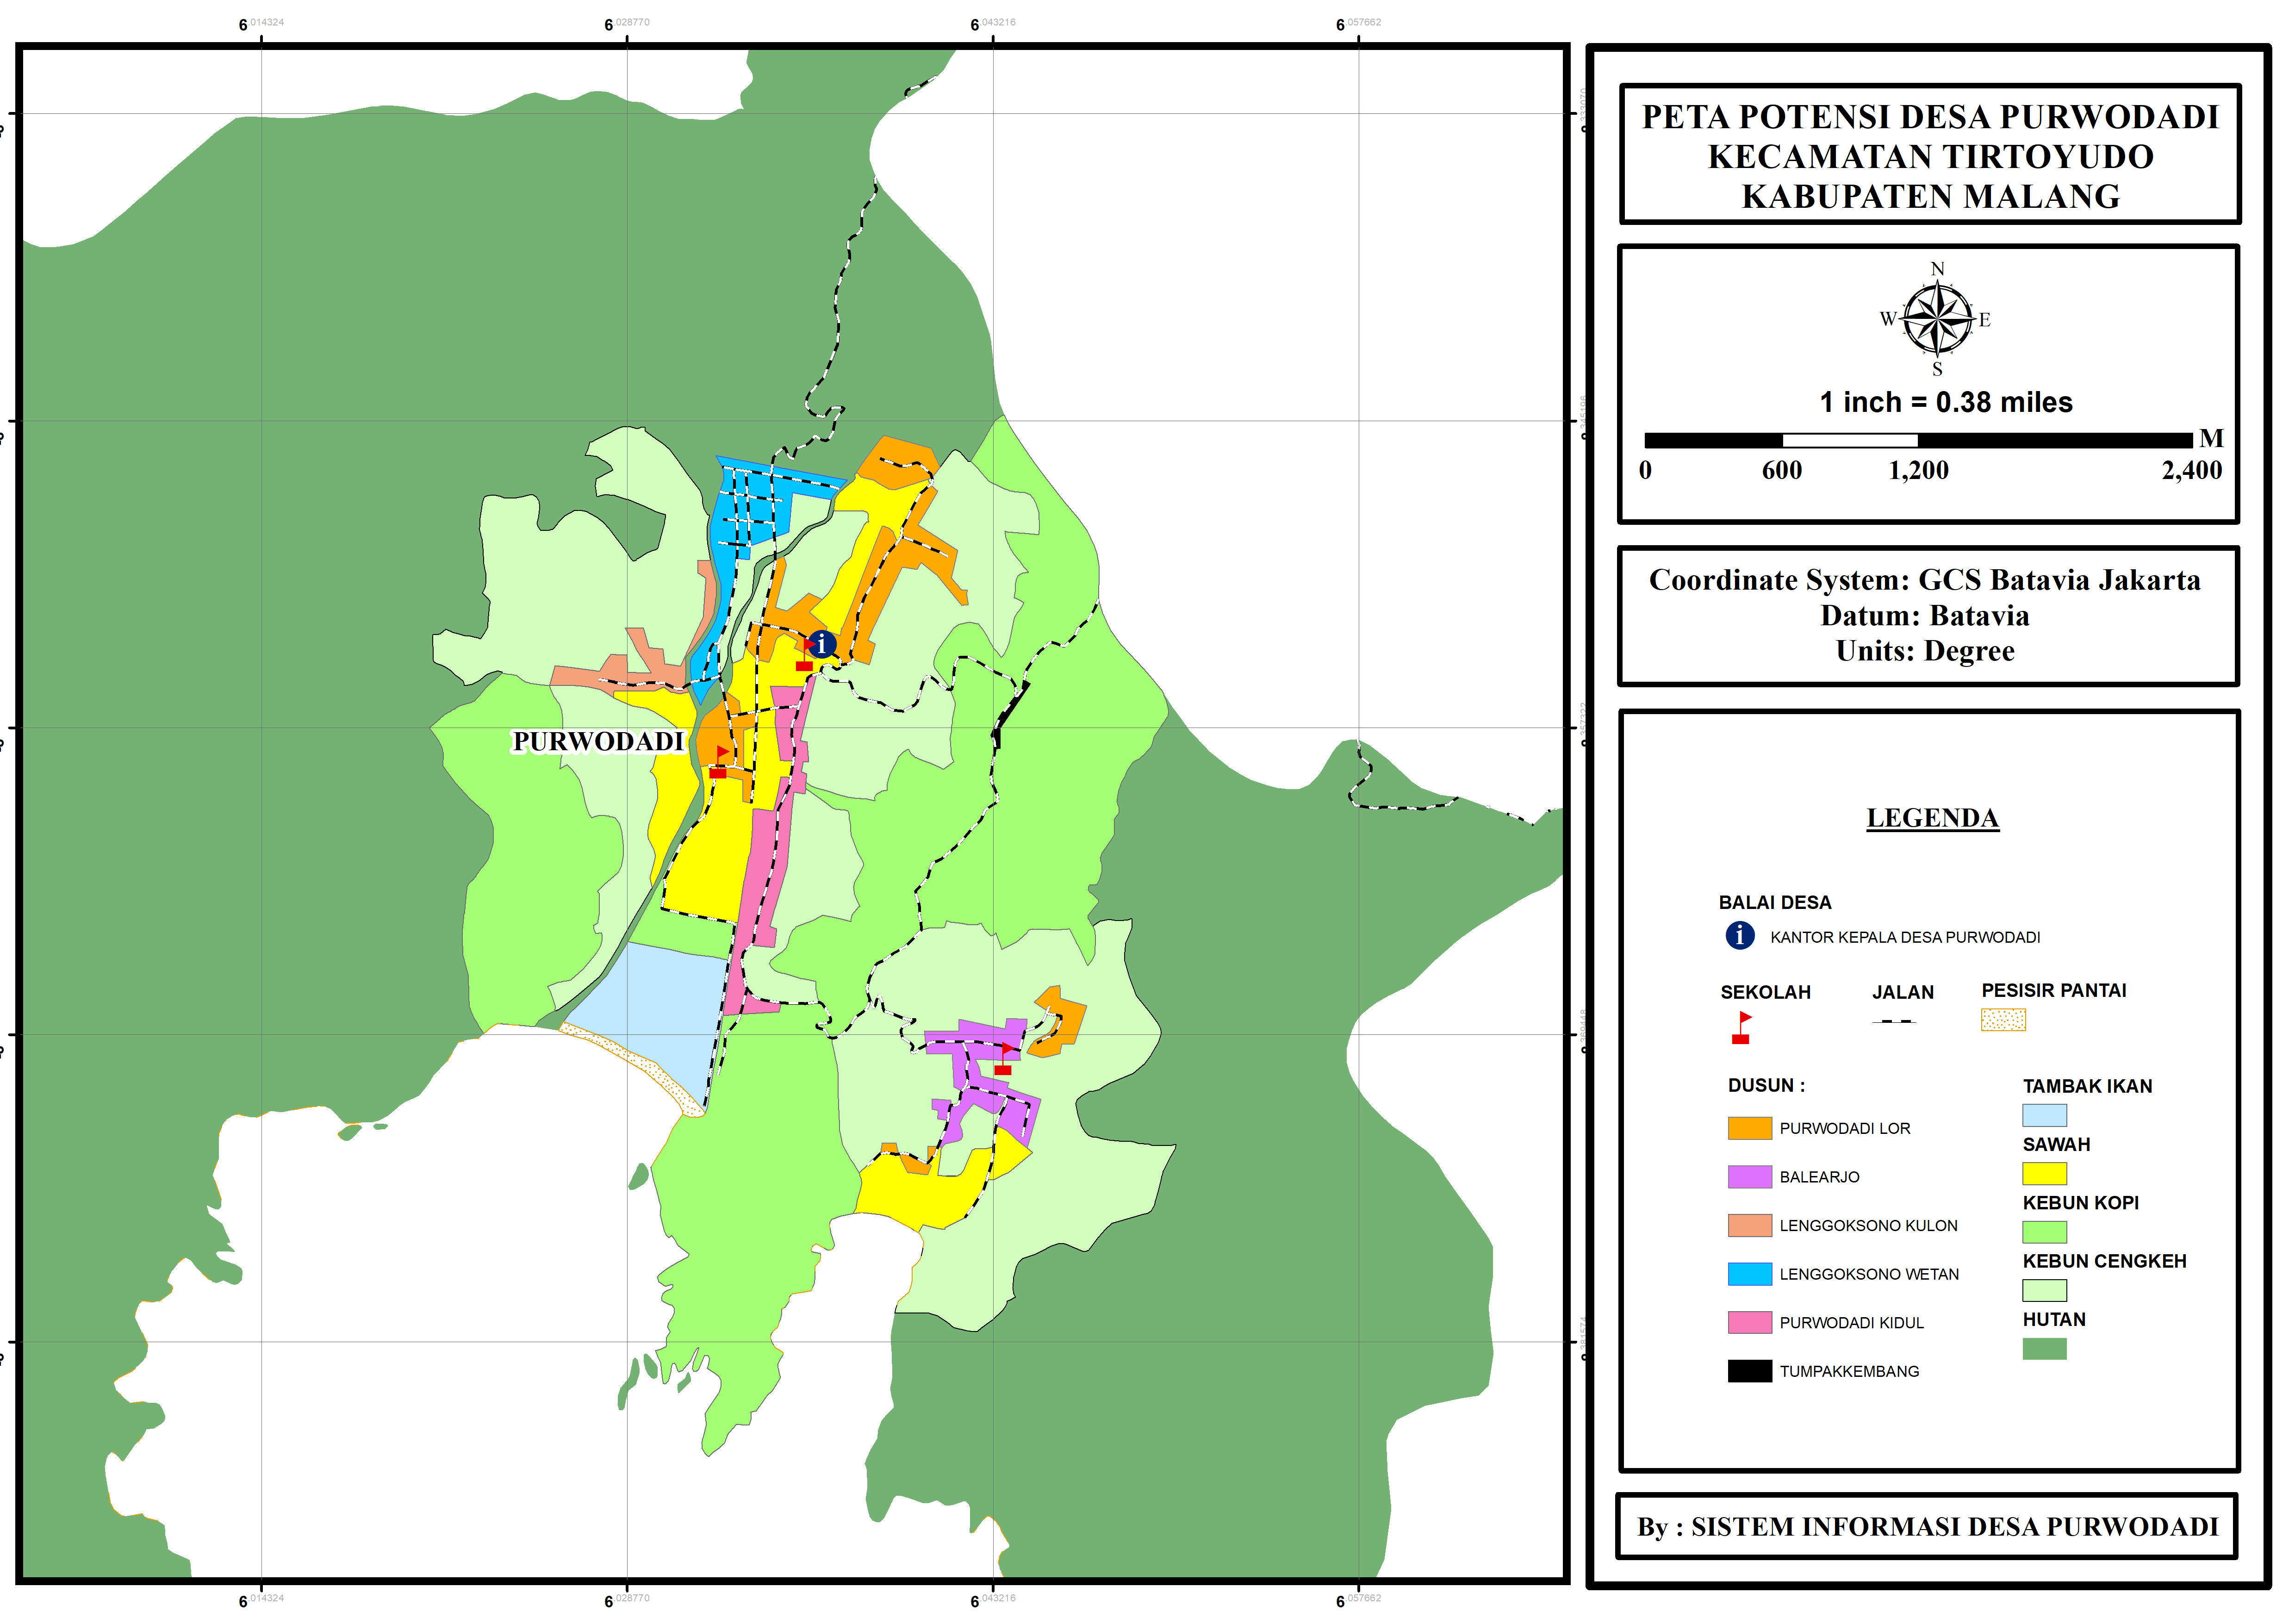 6.014324
6.028770
6.043216
6.057662
PURWODADI
6.014324
6.028770
6.043216
6.057662
PETA POTENSI DESA PURWODADI
KECAMATAN TIRTOYUDO
KABUPATEN MALANG
N
W E
S
1 inch = 0.38 miles
M
0 600 1,200 2,400
Coordinate System: GCS Batavia Jakarta
Datum: Batavia
Units: Degree
LEGENDA
BALAI DESA
i KANTOR KEPALA DESA PURWODADI
SEKOLAH JALAN PESISIR PANTAI
DUSUN :
PURWODADI LOR
BALEARJO
LENGGOKSONO KULON
LENGGOKSONO WETAN
PURWODADI KIDUL
TUMPAKKEMBANG
TAMBAK IKAN
SAWAH
KEBUN KOPI
KEBUN CENGKEH
HUTAN
By : SISTEM INFORMASI DESA PURWODADI